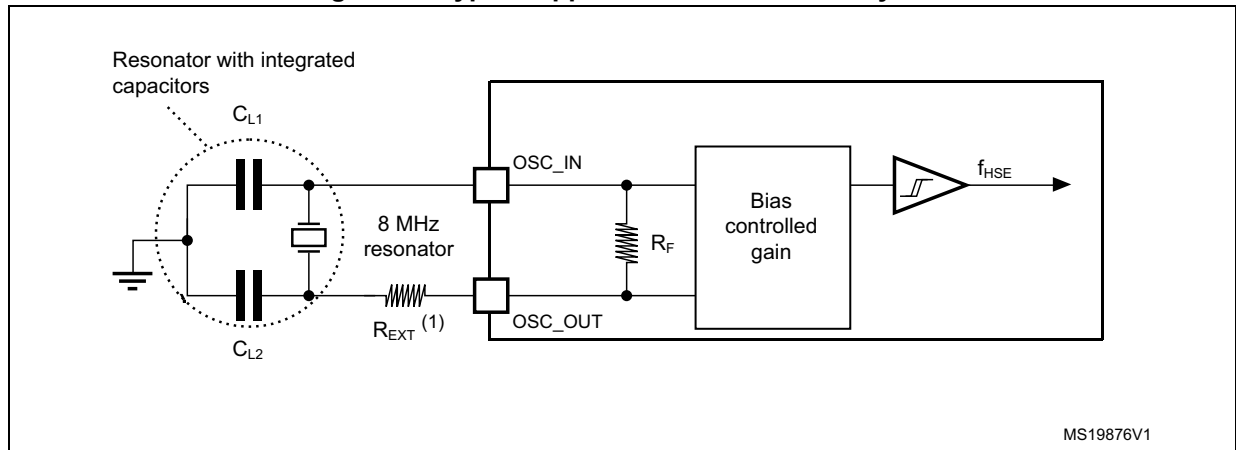 Resonator with integrated
capacitors
CL1
OSC_IN
fHSE
8 MHz
resonator
RF
Bias
controlled
gain
REXT (1)
OSC_OUT
CL2
MS19876V1